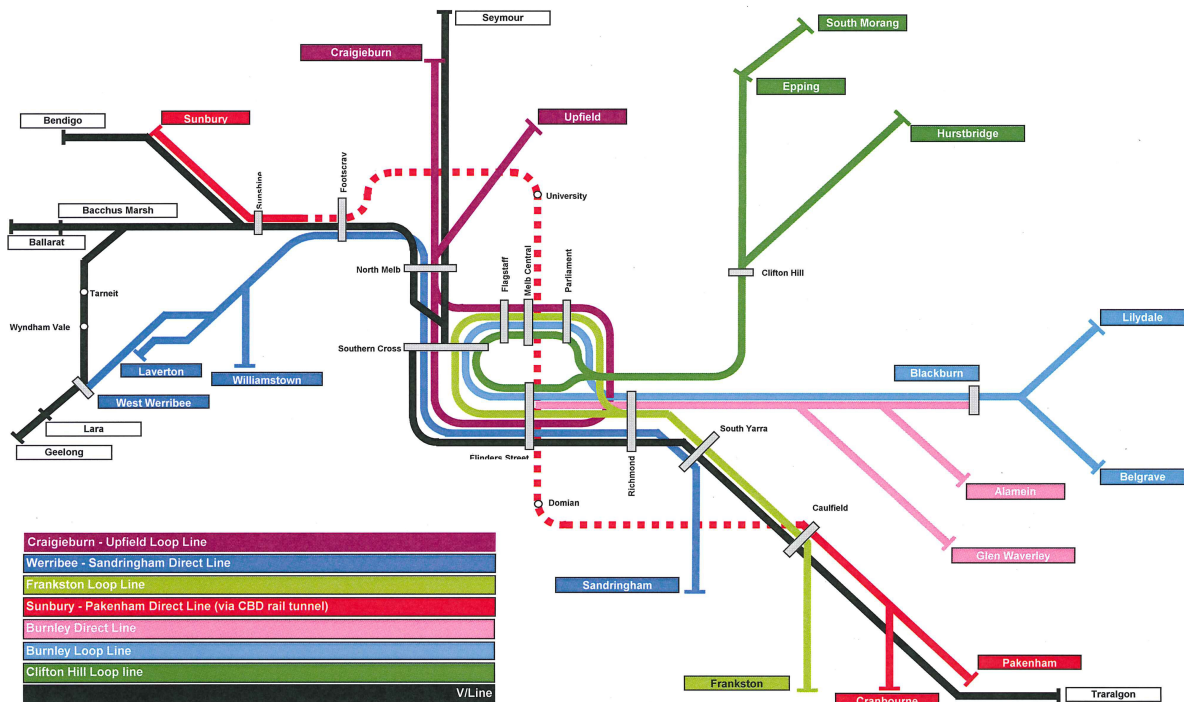 Seymour
South Morang
Craigieburn
Epping
Sunbury
Upfield
Bendigo
Hurstbridge
Footscray
Sunshine
University
Bacchus Marsh
Ballarat
North Melb
Flagstaff
Melb Central
Parliament
Clifton Hill
Tarneit
Wyndham Vale
Lilydale
Southern Cross
Laverton
Williamstown
Blackburn
West Werribee
Lara
Geelong
South Yarra
Flinders Street
Richmond
Belgrave
Alamein
Domian
Caulfield
Glen Waverley
Sandringham
Craigieburn - Upfield Loop Line
Werribee - Sandringham Direct Line
Frankston Loop Line
Sunbury - Pakenham Direct Line (via CBD rail tunnel)
Burnley Direct Line
Burnley Loop Line
Clifton Hill Loop line
V/Line
Pakenham
Frankston
Cranbourne
Traralgon